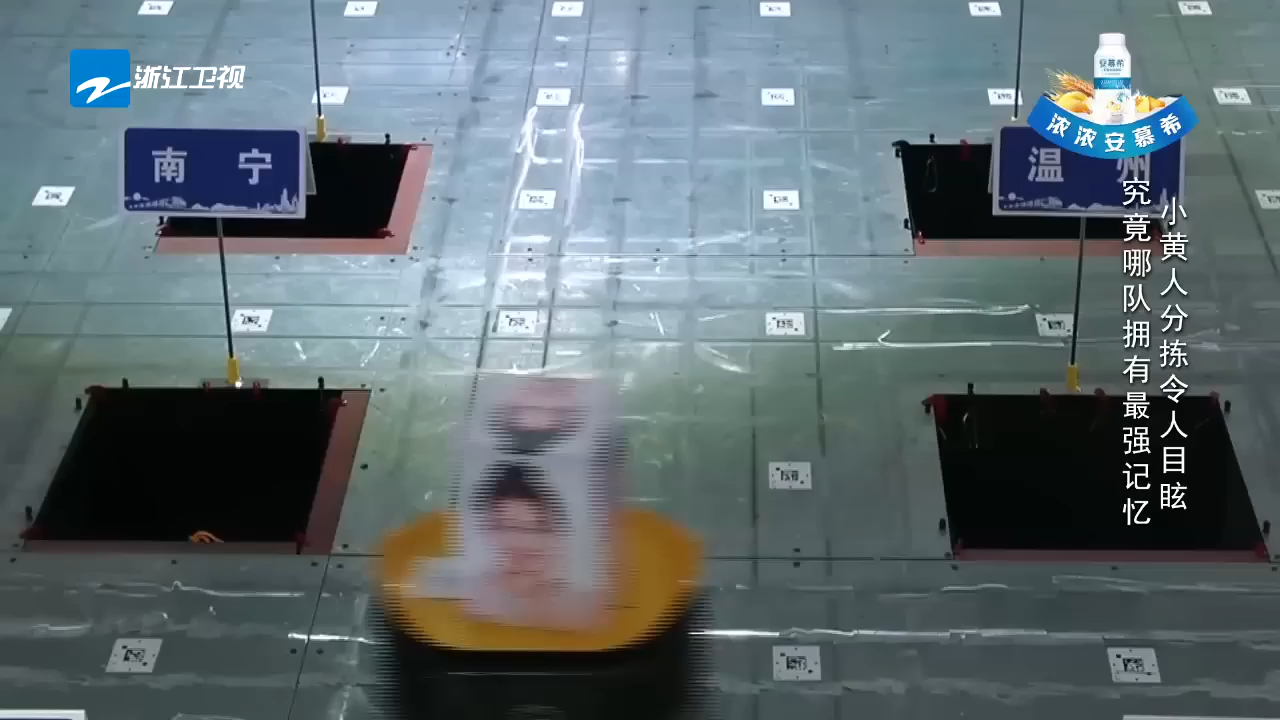 浙江卫视
安慕希
浓浓安慕希
南 宁
温 州
小黄人分拣令人目眩
究竟哪队拥有最强记忆